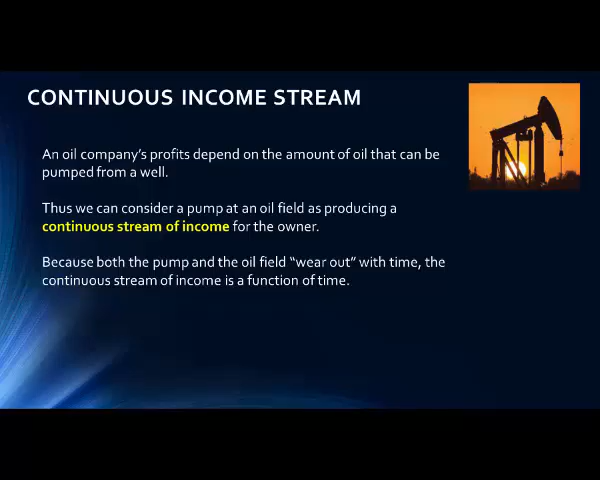 CONTINUOUS INCOME STREAM
An oil company's profits depend on the amount of oil that can be
pumped from a well.
Thus we can consider a pump at an oil field as producing a
continuous stream of income for the owner.
Because both the pump and the oil field “wear out” with time, the
continuous stream of income is a function of time.